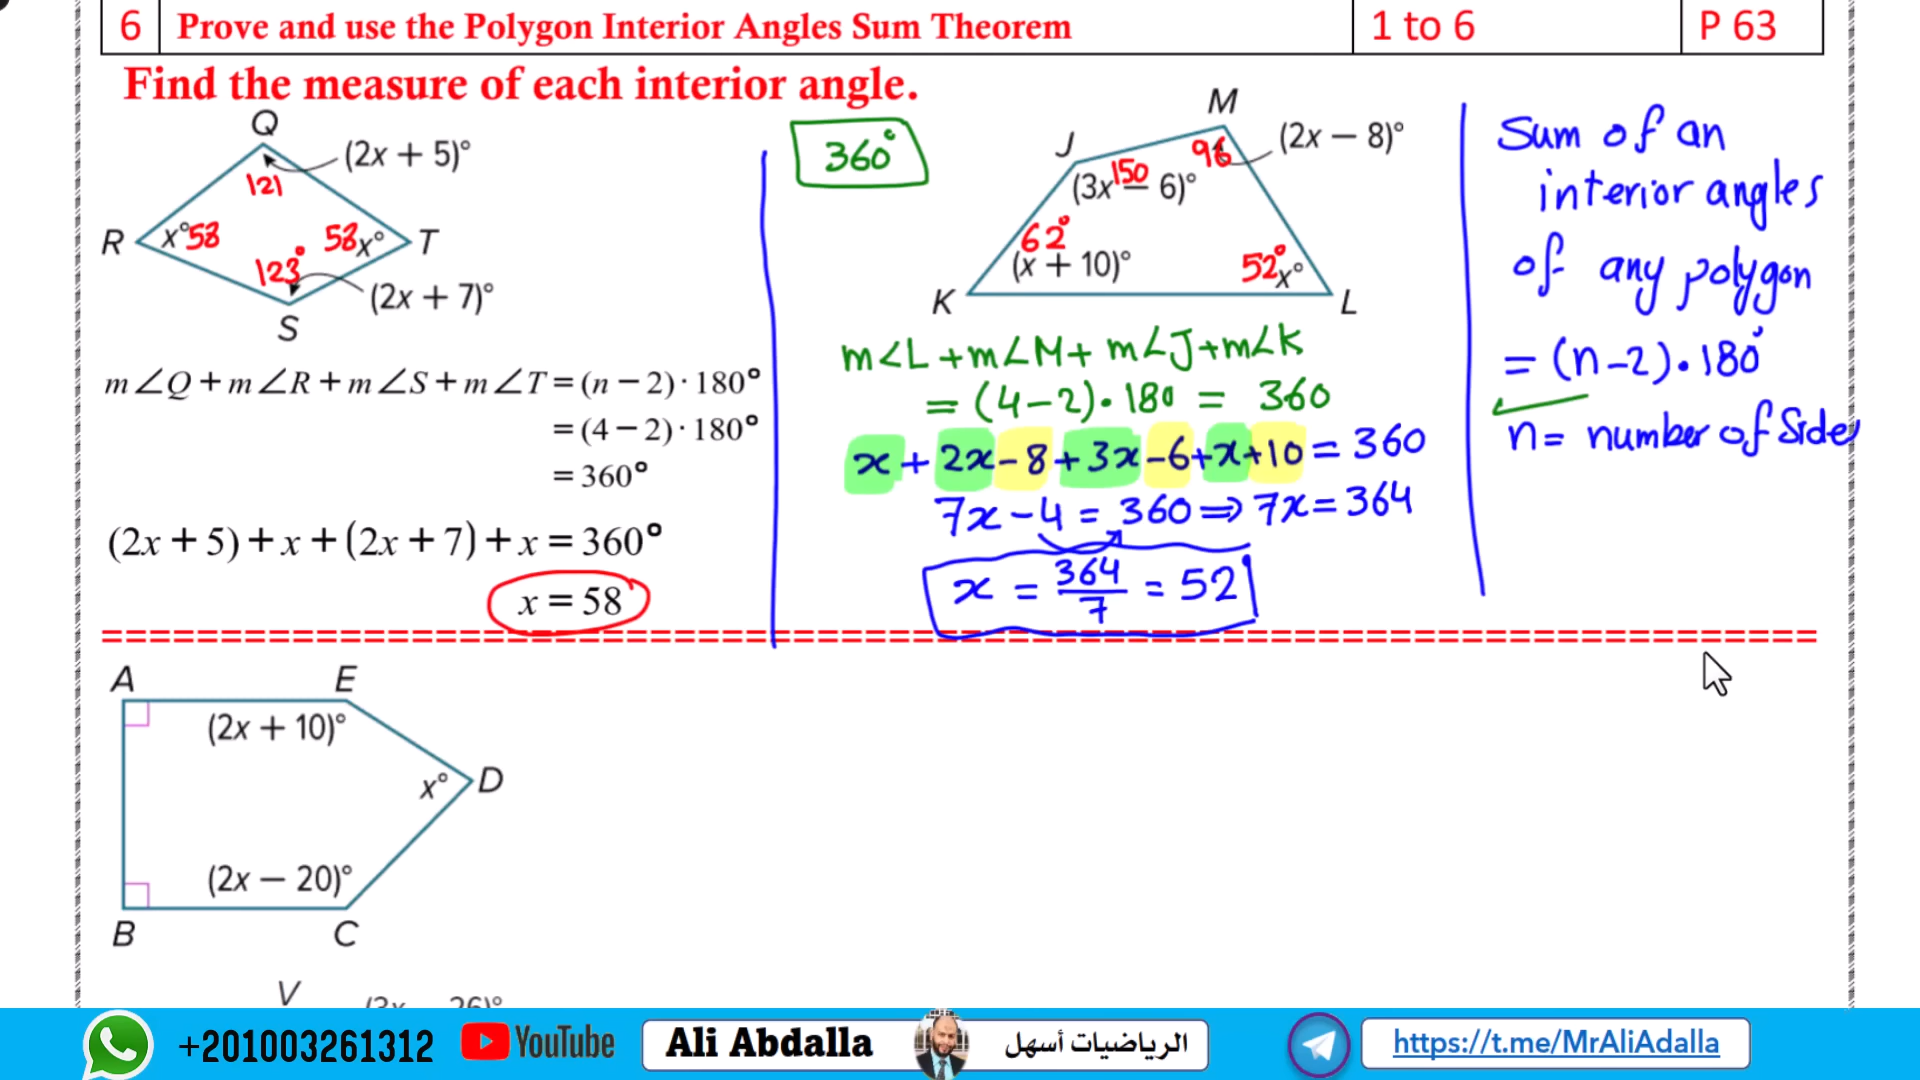 6 Prove and use the Polygon Interior Angles Sum Theorem 1 to 6 P 63
Find the measure of each interior angle.
Q
(2x + 5)°
121
R x° 58 58 x° T
123°
(2x + 7)°
S
m∠Q + m∠R + m∠S + m∠T = (n − 2) · 180°
= (4 − 2) · 180°
= 360°
(2x + 5) + x + (2x + 7) + x = 360°
x = 58
360°
M
J (2x − 8)°
96
150
(3x − 6)°
62°
(x + 10)°
52° x°
K L
m∠L + m∠M + m∠J + m∠K
= (4 − 2) · 180 = 360
x + 2x − 8 + 3x − 6 + x + 10 = 360
7x − 4 = 360 ⇒ 7x = 364
x = 364/7 = 52
Sum of an
interior angles
of any polygon
= (n − 2) · 180°
n = number of Sides
A E
(2x + 10)°
x° D
(2x − 20)°
B C
V
+201003261312 YouTube Ali Abdalla الرياضيات أسهل https://t.me/MrAliAdalla